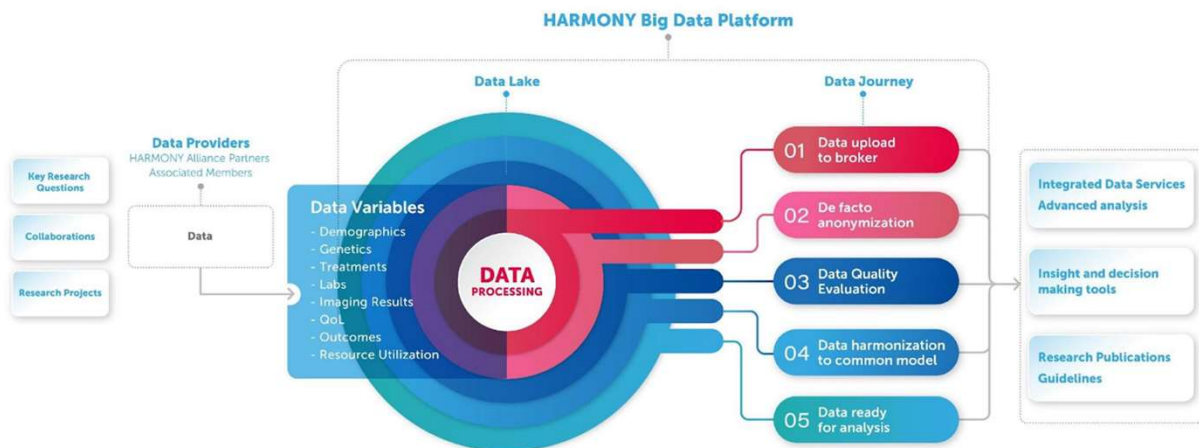 HARMONY Big Data Platform
Data Lake
Data Journey
Data Providers
HARMONY Alliance Partners
Associated Members
Key Research
Questions
Collaborations
Research Projects
Data
Data Variables
- Demographics
- Genetics
- Treatments
- Labs
- Imaging Results
- QoL
- Outcomes
- Resource Utilization
DATA
PROCESSING
01 Data upload
to broker
02 De facto
anonymization
03 Data Quality
Evaluation
04 Data harmonization
to common model
05 Data ready
for analysis
Integrated Data Services
Advanced analysis
Insight and decision
making tools
Research Publications
Guidelines